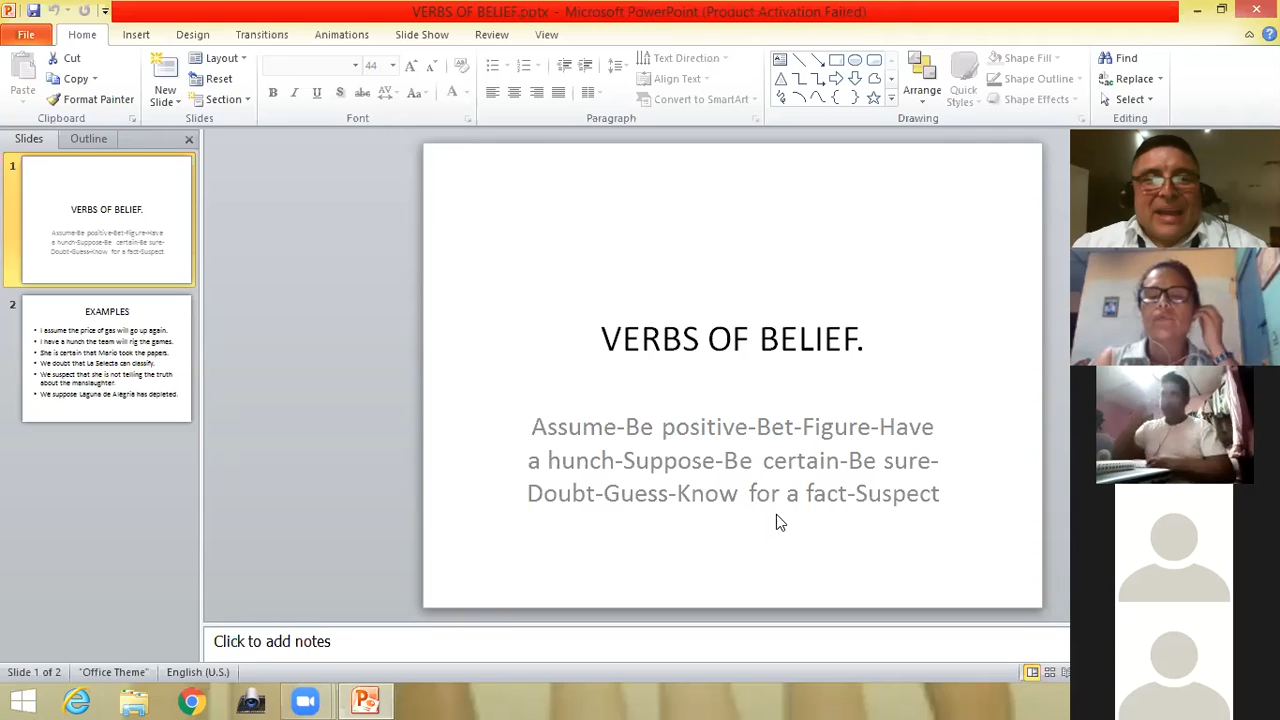 VERBS OF BELIEF.pptx - Microsoft PowerPoint (Product Activation Failed)
File Home Insert Design Transitions Animations Slide Show Review View
Cut
Copy
Format Painter
Paste
Clipboard
New
Slide
Layout
Reset
Section
Slides
44
B I U S abc AV Aa A
Font
Text Direction
Align Text
Convert to SmartArt
Paragraph
Arrange
Quick
Styles
Shape Fill
Shape Outline
Shape Effects
Drawing
Find
Replace
Select
Editing
Slides Outline
1
VERBS OF BELIEF.
Assume-Be positive-Bet-Figure-Have
a hunch-Suppose-Be certain-Be sure-
Doubt-Guess-Know for a fact-Suspect
2
EXAMPLES
• I assume the price of gas will go up again.
• I have a hunch the team will rig the games.
• She is certain that Mario took the papers.
• We doubt that La Selecta can classify.
• We suspect that she is not telling the truth
about the manslaughter.
• We suppose Laguna de Alegria has depleted.
VERBS OF BELIEF.
Assume-Be positive-Bet-Figure-Have
a hunch-Suppose-Be certain-Be sure-
Doubt-Guess-Know for a fact-Suspect
Click to add notes
Slide 1 of 2 "Office Theme" English (U.S.)